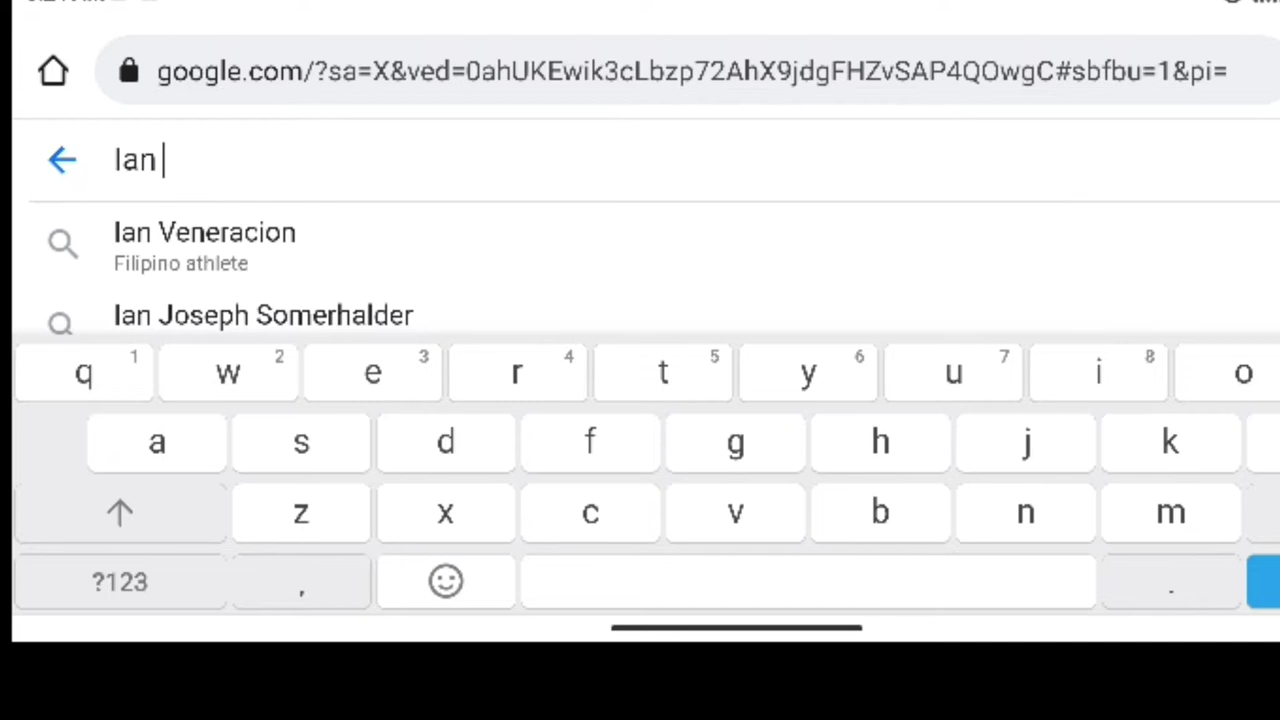 google.com/?sa=X&ved=0ahUKEwik3cLbzp72AhX9jdgFHZvSAP4QOwgC#sbfbu=1&pi=
Ian
Ian Veneracion
Filipino athlete
Ian Joseph Somerhalder
q 1 w 2 e 3 r 4 t 5 y 6 u 7 i 8 o
a s d f g h j k
z x c v b n m
?123 , .